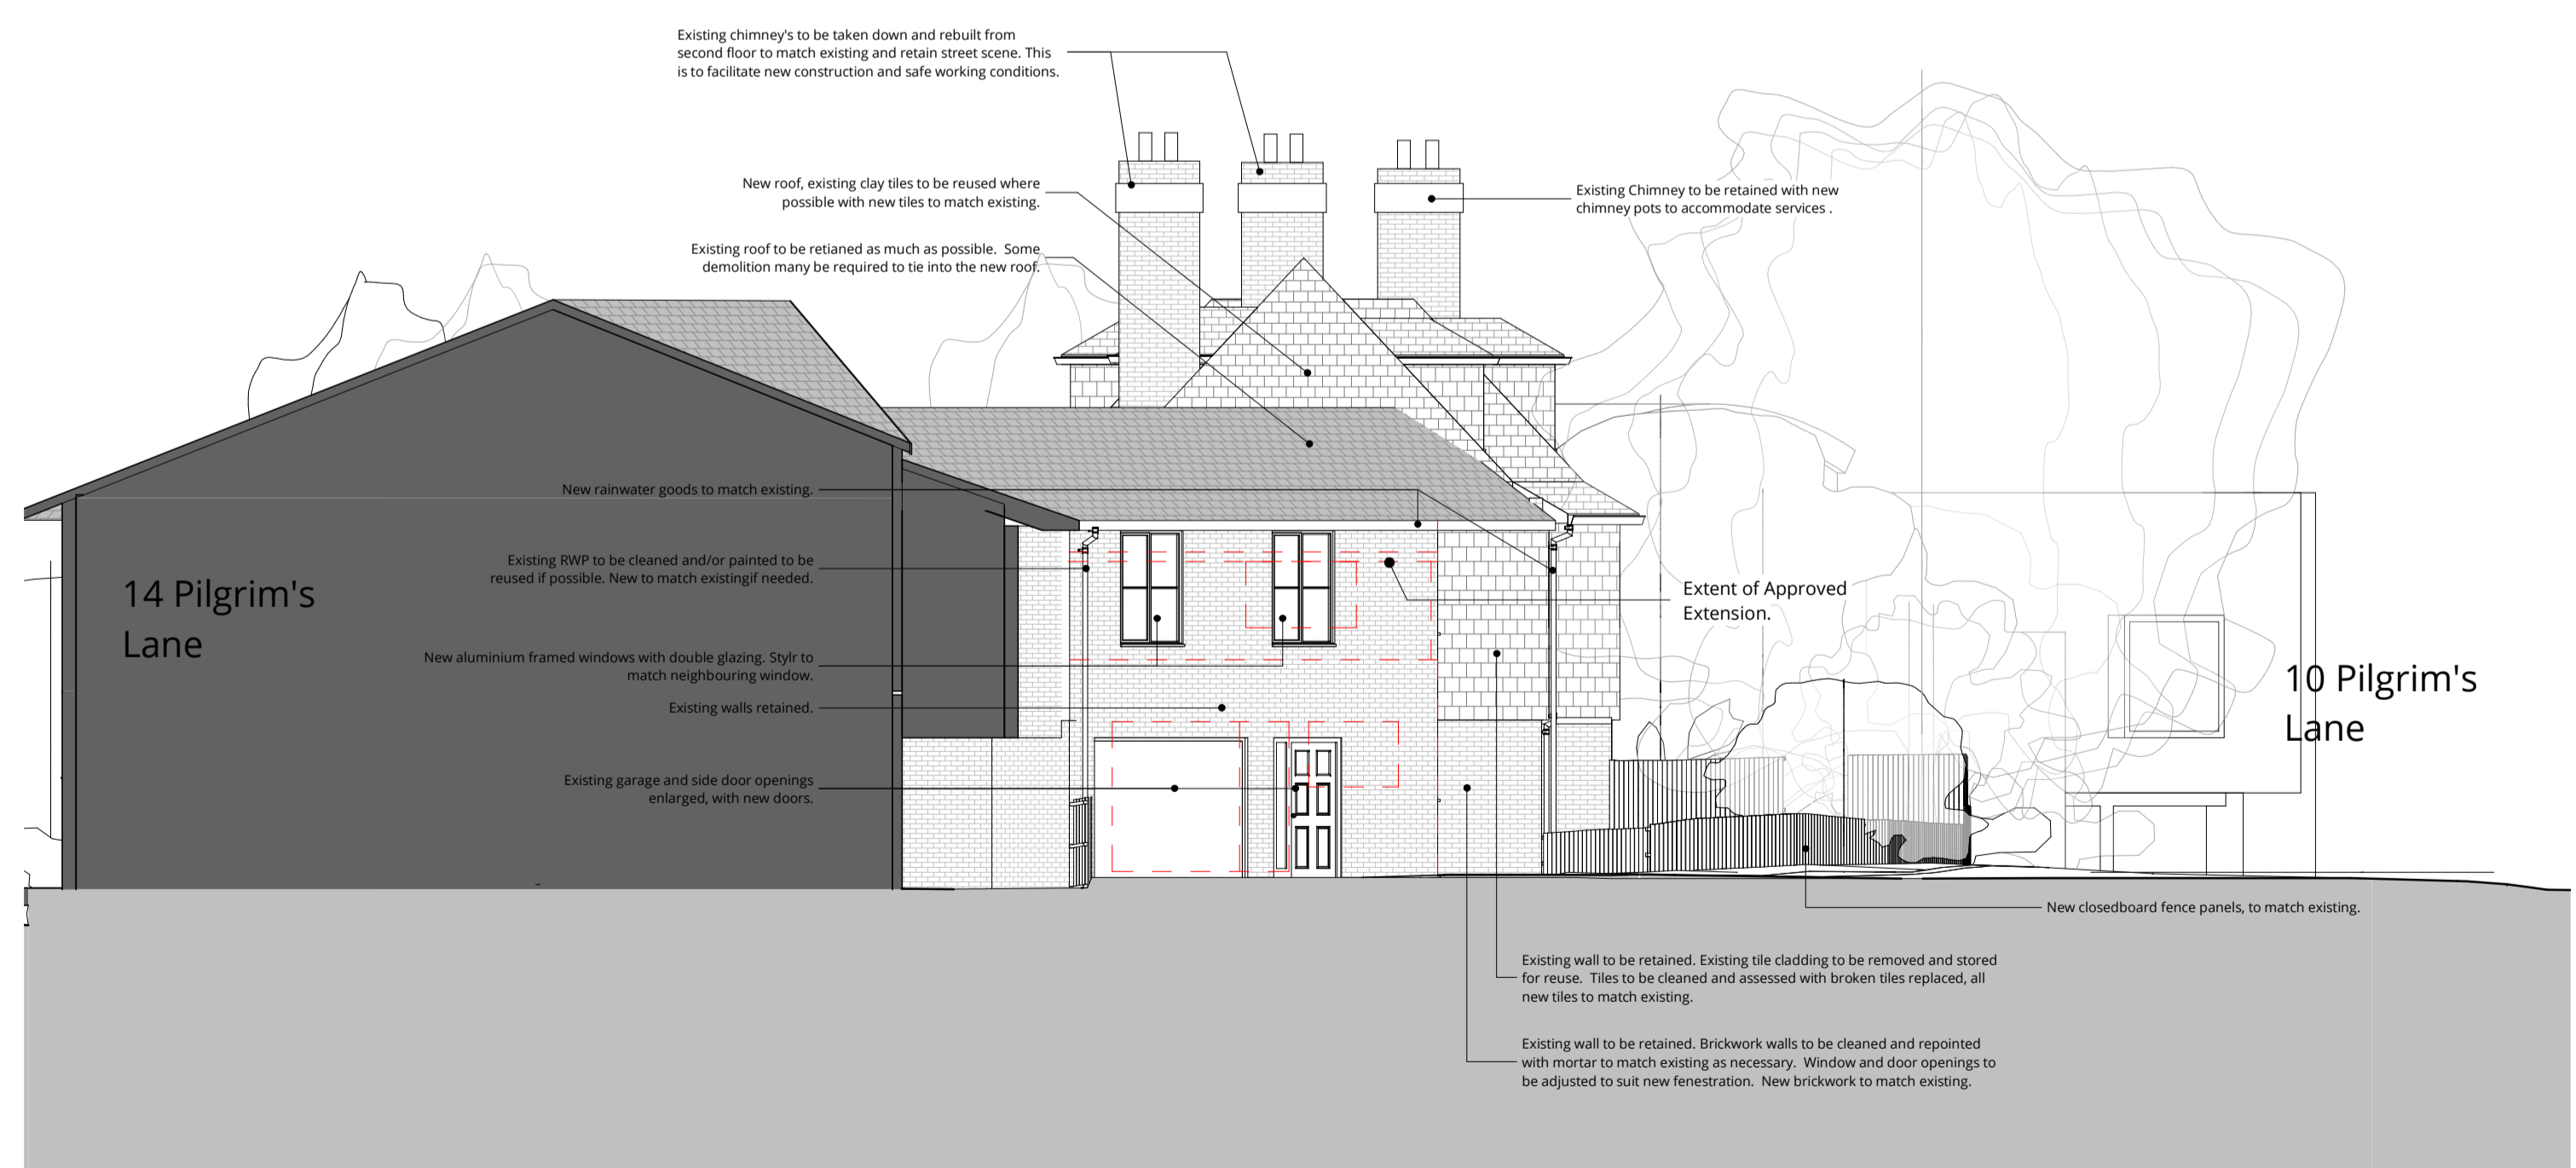 Existing chimney's to be taken down and rebuilt from
second floor to match existing and retain street scene. This
is to facilitate new construction and safe working conditions.
New roof, existing clay tiles to be reused where
possible with new tiles to match existing.
Existing Chimney to be retained with new
chimney pots to accommodate services .
Existing roof to be retianed as much as possible. Some
demolition many be required to tie into the new roof.
New rainwater goods to match existing.
Existing RWP to be cleaned and/or painted to be
reused if possible. New to match existingif needed.
14 Pilgrim's
Lane
Extent of Approved
Extension.
New aluminium framed windows with double glazing. Stylr to
match neighbouring window.
10 Pilgrim's
Lane
Existing walls retained.
Existing garage and side door openings
enlarged, with new doors.
New closedboard fence panels, to match existing.
Existing wall to be retained. Existing tile cladding to be removed and stored
for reuse. Tiles to be cleaned and assessed with broken tiles replaced, all
new tiles to match existing.
Existing wall to be retained. Brickwork walls to be cleaned and repointed
with mortar to match existing as necessary. Window and door openings to
be adjusted to suit new fenestration. New brickwork to match existing.